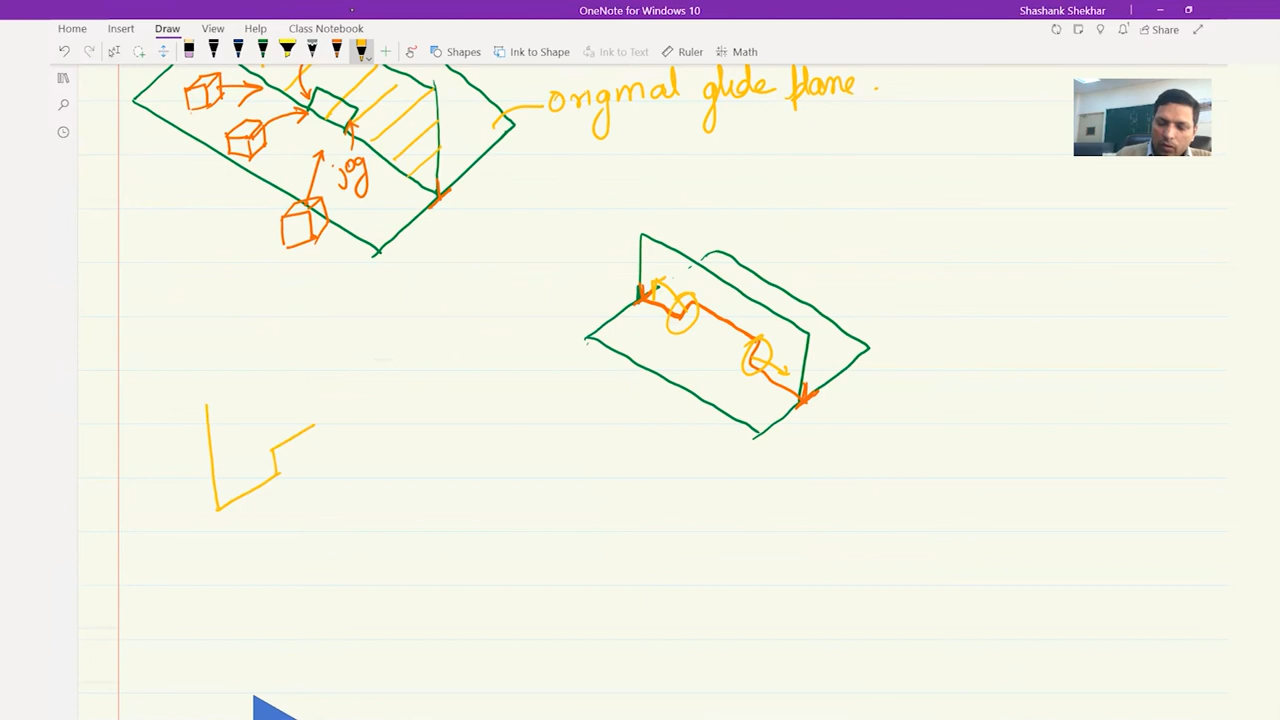 OneNote for Windows 10
Shashank Shekhar
Home Insert Draw View Help Class Notebook
Shapes Ink to Shape Ink to Text Ruler Math Share
original glide plane.
jog